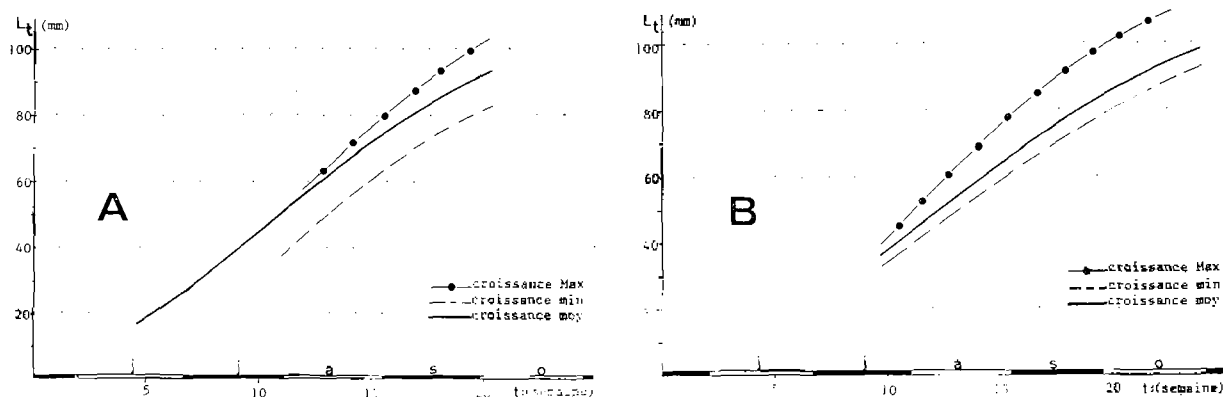 Lt (mm)
100
80
60
40
20
A
croissance Max
croissance min
croissance moy
j
a
s
o
5
10
t:(semaine)
Lt (mm)
100
80
60
40
B
croissance Max
croissance min
croissance moy
j
j
a
s
o
10
20
t:(semaine)